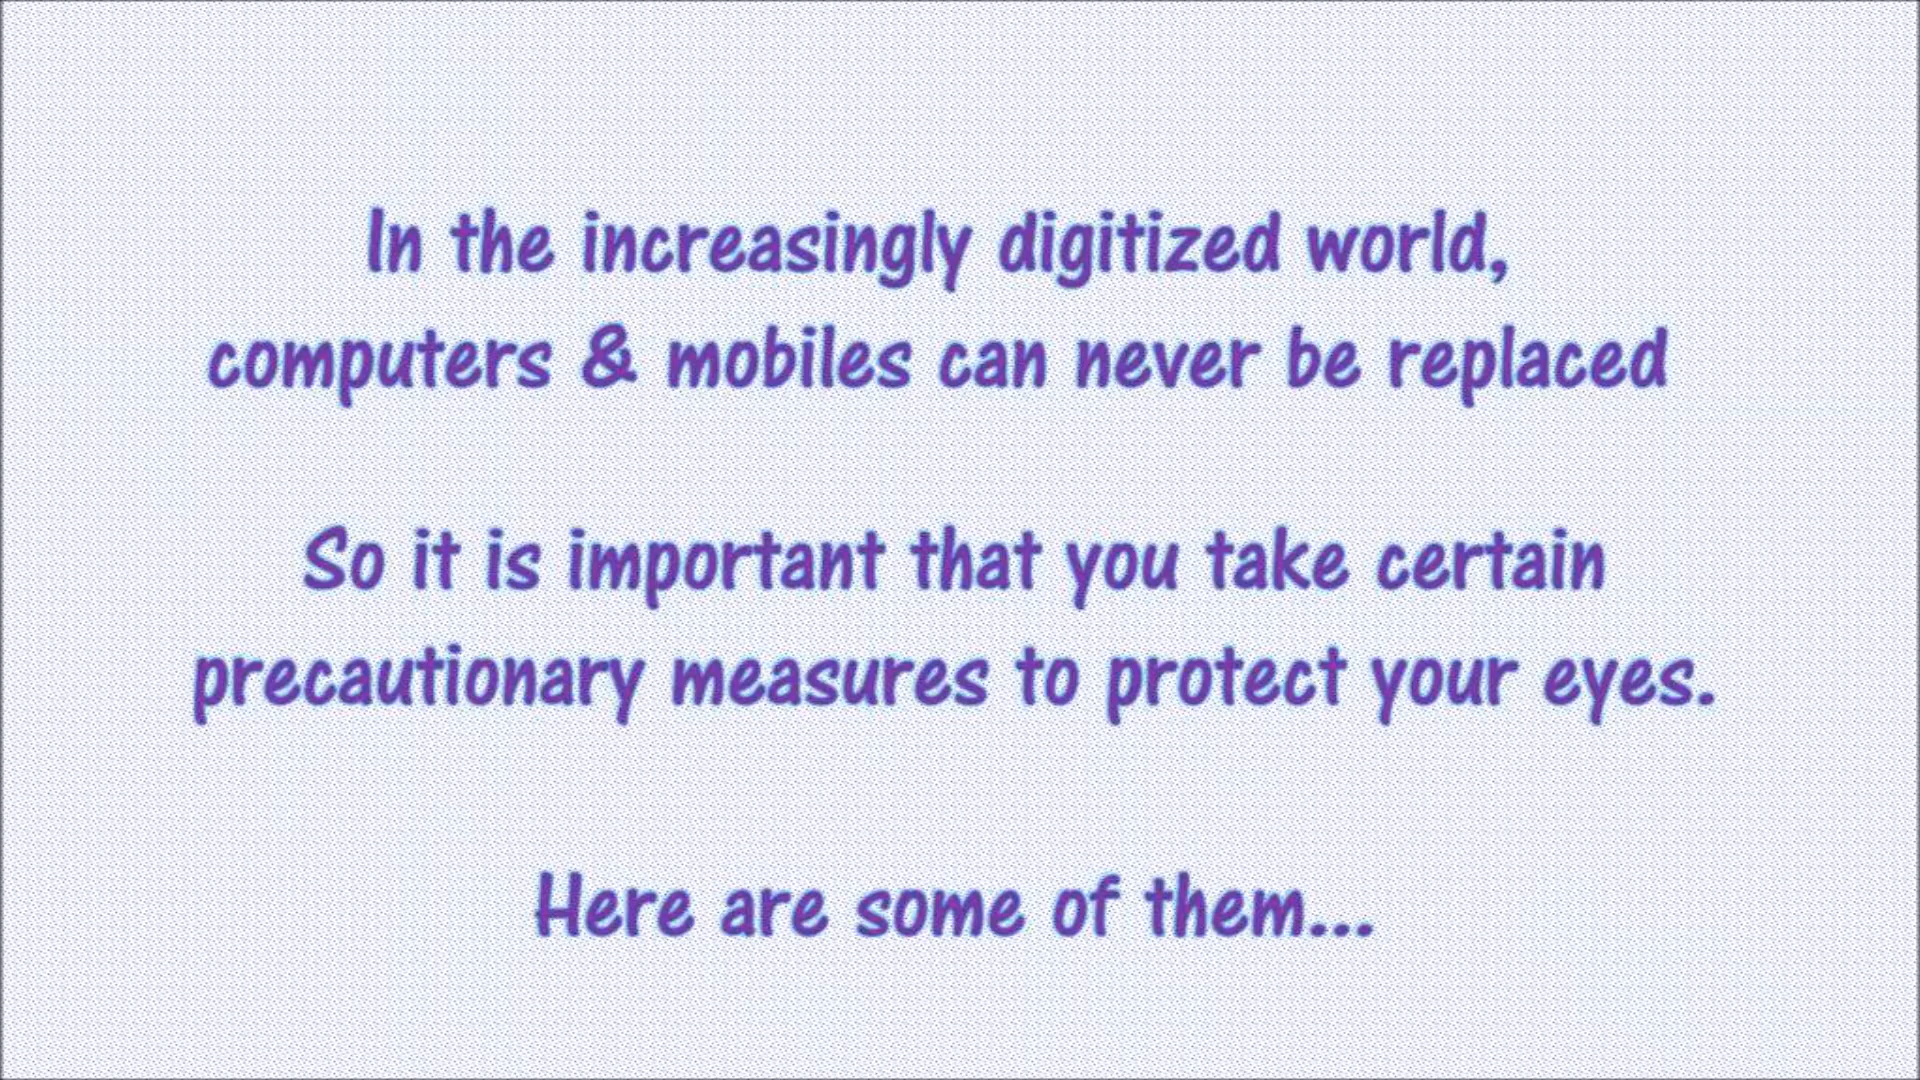 In the increasingly digitized world,
computers & mobiles can never be replaced
So it is important that you take certain
precautionary measures to protect your eyes.
Here are some of them...